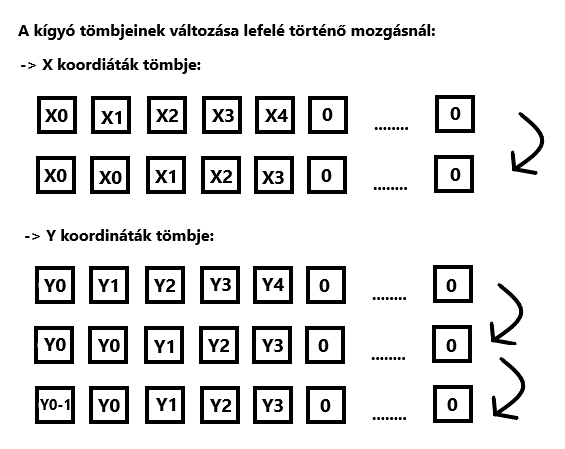 A kígyó tömbjeinek változása lefelé történő mozgásnál:
-> X koordiáták tömbje:
X0 X1 X2 X3 X4 0 ........ 0
X0 X0 X1 X2 X3 0 ........ 0
-> Y koordináták tömbje:
Y0 Y1 Y2 Y3 Y4 0 ........ 0
Y0 Y0 Y1 Y2 Y3 0 ........ 0
Y0-1 Y0 Y1 Y2 Y3 0 ........ 0